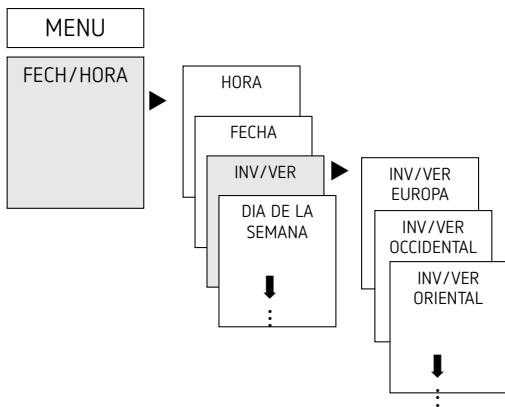 MENU
FECH/HORA
HORA
FECHA
INV/VER
DIA DE LA
SEMANA
INV/VER
EUROPA
INV/VER
OCCIDENTAL
INV/VER
ORIENTAL